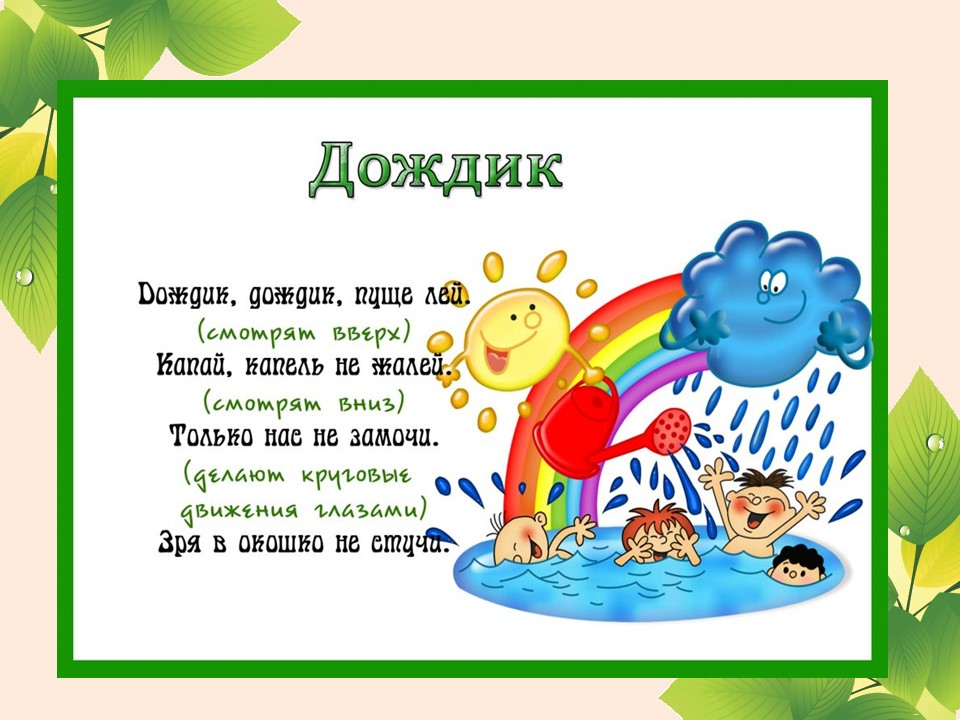 Дождик
Дождик, дождик, пуще лей.
(смотрят вверх)
Капай, капель не жалей.
(смотрят вниз)
Только нас не замочи.
(делают круговые
движения глазами)
Зря в окошко не стучи.